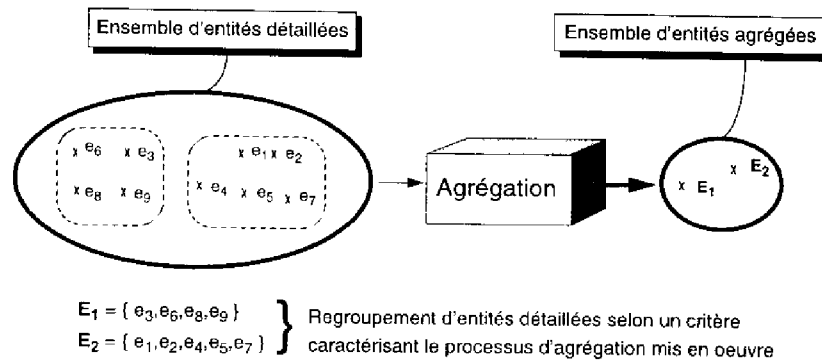 Ensemble d'entités détaillées
Ensemble d'entités agrégées
x e₆ x e₃
x e₈ x e₉
x e₁ x e₂
x e₄ x e₅ x e₇
Agrégation
x E₁
x E₂
E₁ = { e₃,e₆,e₈,e₉ }
E₂ = { e₁,e₂,e₄,e₅,e₇ }
} Regroupement d'entités détaillées selon un critère
caractérisant le processus d'agrégation mis en oeuvre